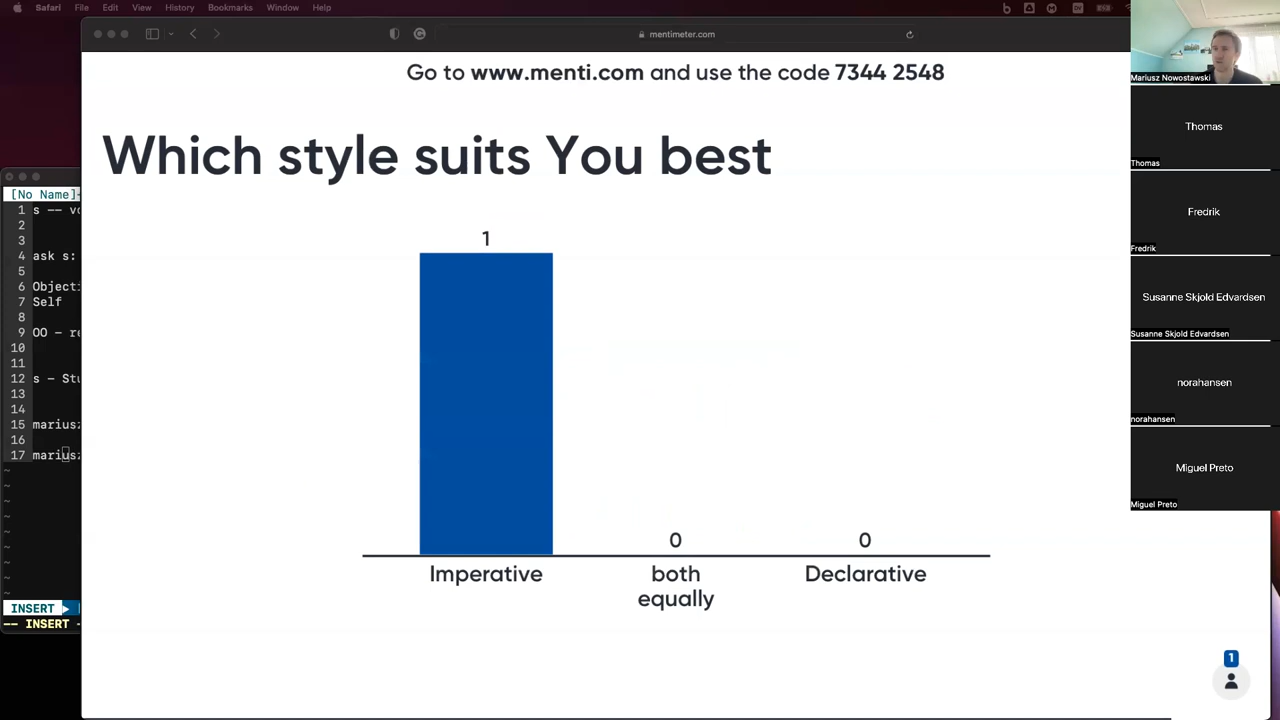 Safari File Edit View History Bookmarks Window Help
mentimeter.com
Go to www.menti.com and use the code 7344 2548
Which style suits You best
1
0
0
Imperative
both equally
Declarative
1
[No Name]
1 s -- vo
2
3
4 ask s:
5
6 Objecti
7 Self
8
9 OO - re
10
11
12 s - Stu
13
14
15 mariusz
16
17 mariusz
~
~
~
~
~
~
~
~
~
INSERT
-- INSERT -
Mariusz Nowostawski
Thomas
Thomas
Fredrik
Fredrik
Susanne Skjold Edvardsen
Susanne Skjold Edvardsen
norahansen
norahansen
Miguel Preto
Miguel Preto